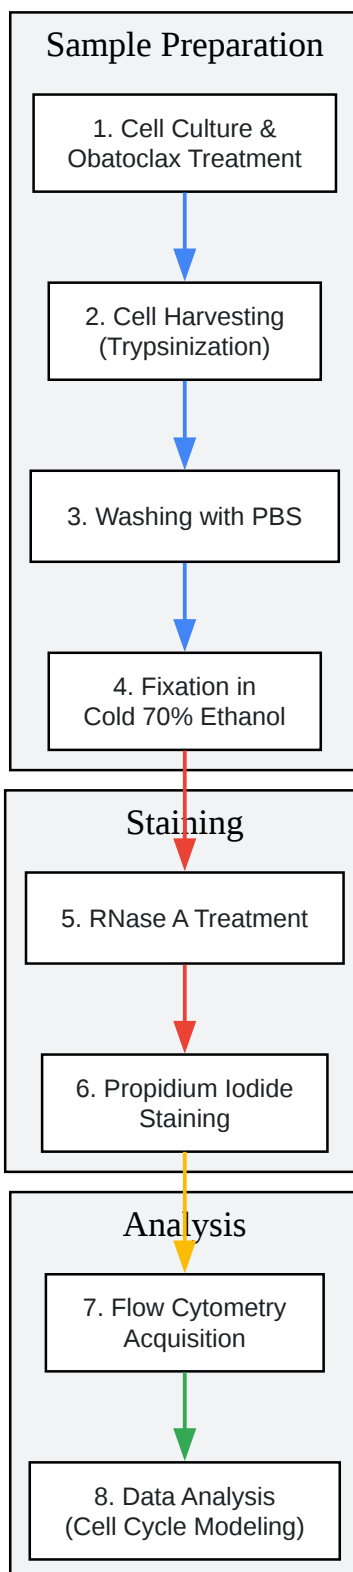 Sample Preparation
1. Cell Culture &
Obatoclax Treatment
2. Cell Harvesting
(Trypsinization)
3. Washing with PBS
4. Fixation in
Cold 70% Ethanol
Staining
5. RNase A Treatment
6. Propidium Iodide
Staining
Analysis
7. Flow Cytometry
Acquisition
8. Data Analysis
(Cell Cycle Modeling)